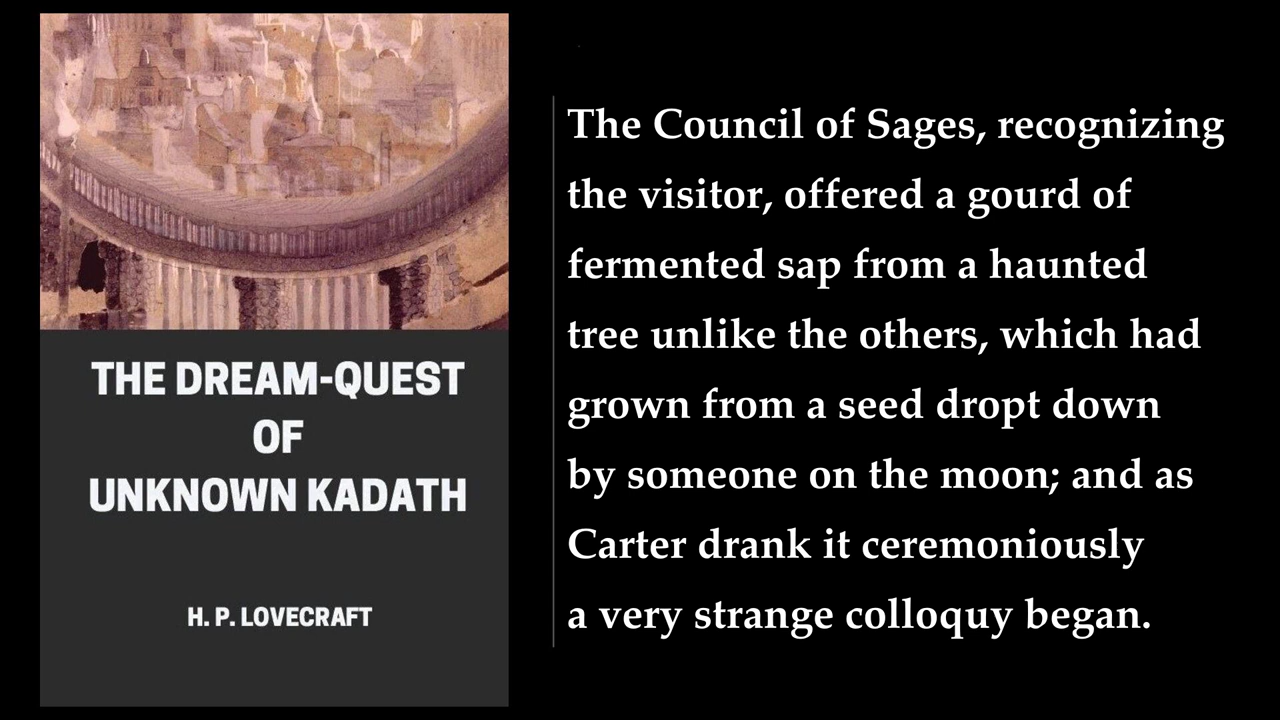 THE DREAM-QUEST
OF
UNKNOWN KADATH
H. P. LOVECRAFT
The Council of Sages, recognizing
the visitor, offered a gourd of
fermented sap from a haunted
tree unlike the others, which had
grown from a seed dropt down
by someone on the moon; and as
Carter drank it ceremoniously
a very strange colloquy began.